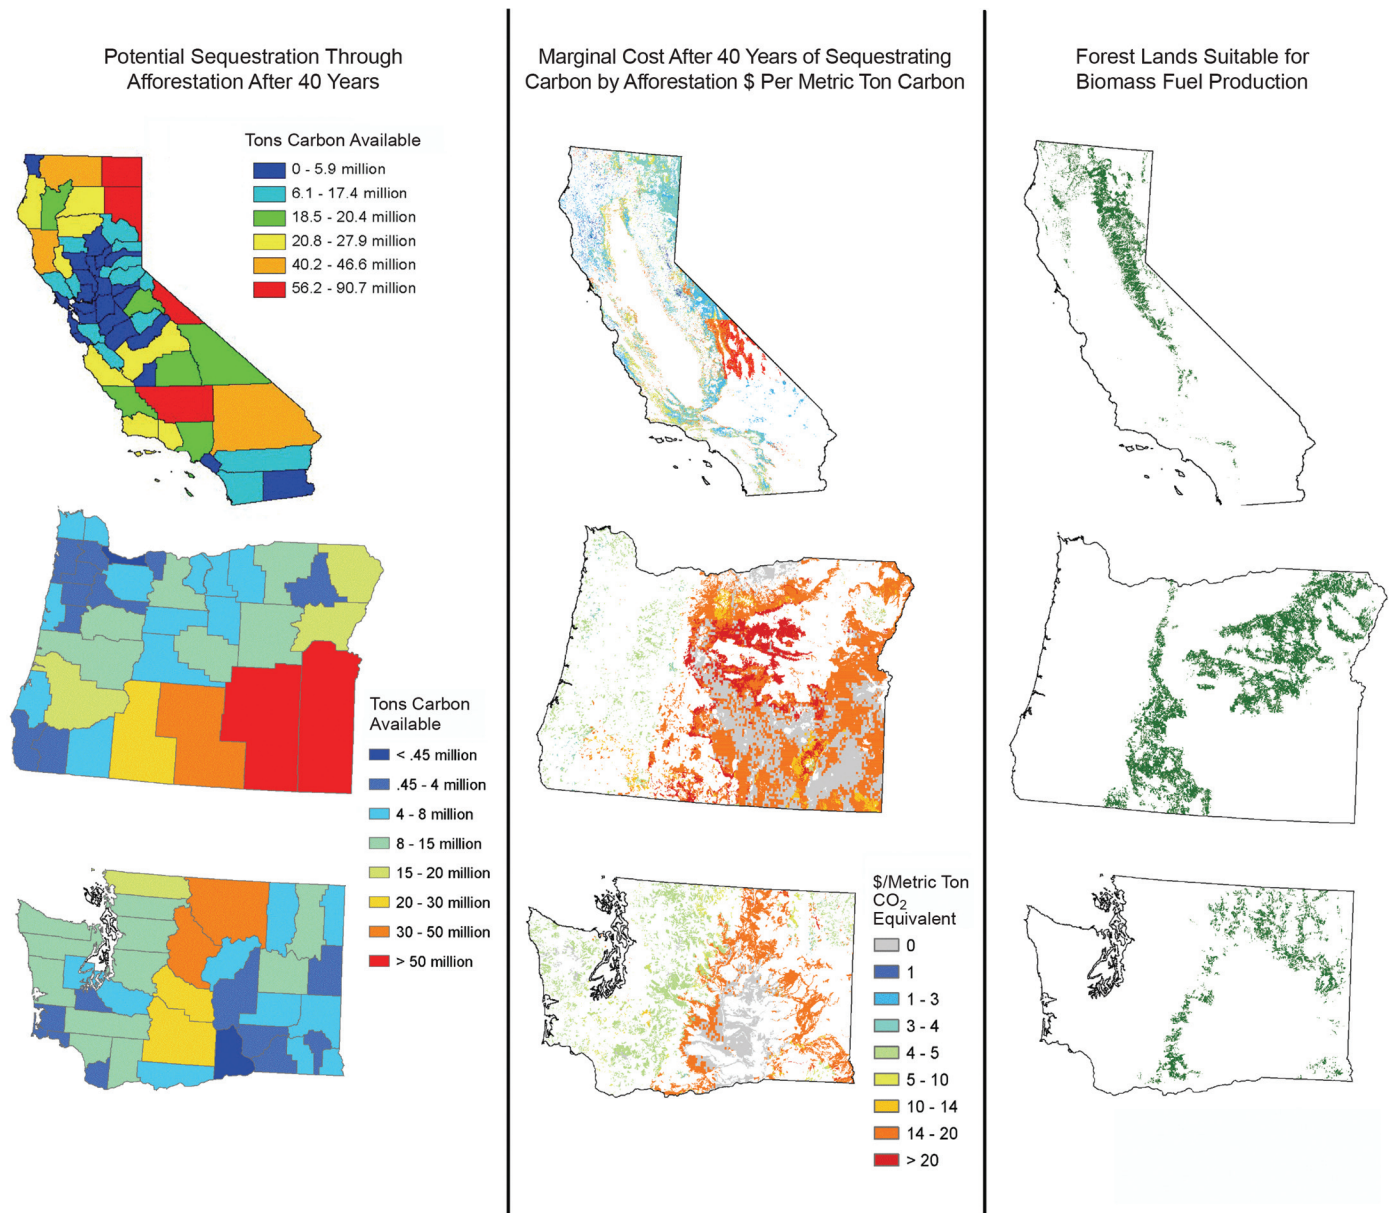 Potential Sequestration Through
Afforestation After 40 Years
Tons Carbon Available
0 - 5.9 million
6.1 - 17.4 million
18.5 - 20.4 million
20.8 - 27.9 million
40.2 - 46.6 million
56.2 - 90.7 million
Tons Carbon
Available
< .45 million
.45 - 4 million
4 - 8 million
8 - 15 million
15 - 20 million
20 - 30 million
30 - 50 million
> 50 million
Marginal Cost After 40 Years of Sequestrating
Carbon by Afforestation $ Per Metric Ton Carbon
$/Metric Ton
CO2
Equivalent
0
1
1 - 3
3 - 4
4 - 5
5 - 10
10 - 14
14 - 20
> 20
Forest Lands Suitable for
Biomass Fuel Production